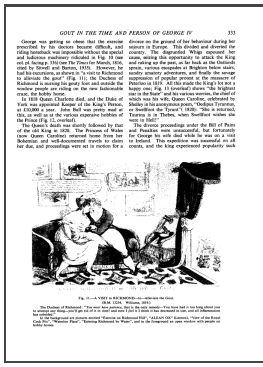 GOUT IN THE TIME AND PERSON OF GEORGE IV 353
George was getting so obese that the exercise
prescribed by his doctors became difficult, and
riding horseback was impossible without the special
and ludicrous machinery ridiculed in Fig. 10 (see
col. pl. facing p. 356) (see The Times for March, 1816,
cited by Sitwell and Barton, 1935). However, he
had his excursions, as shown in "a visit to Richmond
to alleviate the gout" (Fig. 11); the Duchess of
Richmond is nursing his gouty foot and outside the
window people are riding on the new fashionable
craze, the hobby horse.
In 1818 Queen Charlotte died, and the Duke of
York was appointed Keeper of the King's Person,
at £10,000 a year. John Bull was pretty mad at
this, as well as at the various expensive hobbies of
the Prince (Fig. 12, overleaf).
The Queen's death was shortly followed by that
of the old King in 1820. The Princess of Wales
(now Queen Caroline) returned home from her
Bohemian and well-documented travels to claim
her due, and proceedings were set in motion for a
divorce on the ground of her behaviour during her
sojourn in Europe. This divided and diverted the
country. The disgruntled Whigs espoused her
cause, seizing this opportunity to attack the King
and raking up the past, as far back as the Gotlands
sprain, various escapades at Brighton below stairs,
sundry amatory adventures, and finally the savage
suppression of popular protest at the massacre of
Peterloo in 1819. All this made the King's lot not a
happy one; Fig. 13 (overleaf) shows "the brightest
star in the State" and his various worries, the chief of
which was his wife, Queen Caroline, celebrated by
Shelley in his anonymous poem, "Oedipus Tyrannus,
or Swellfoot the Tyrant" (1820): "She is returned,
Taurina is in Thebes, when Swellfoot wishes she
were in Hell!"
The divorce proceedings under the Bill of Pains
and Penalties were unsuccessful, but fortunately
for George his wife died while he was on a visit
to Ireland. This expedition was successful on all
counts, and the king experienced popularity such
Fig. 11.—A VISIT to RICHMOND—to—Alleviate the Gout
(B.M. 13234. Williams, 1819.)